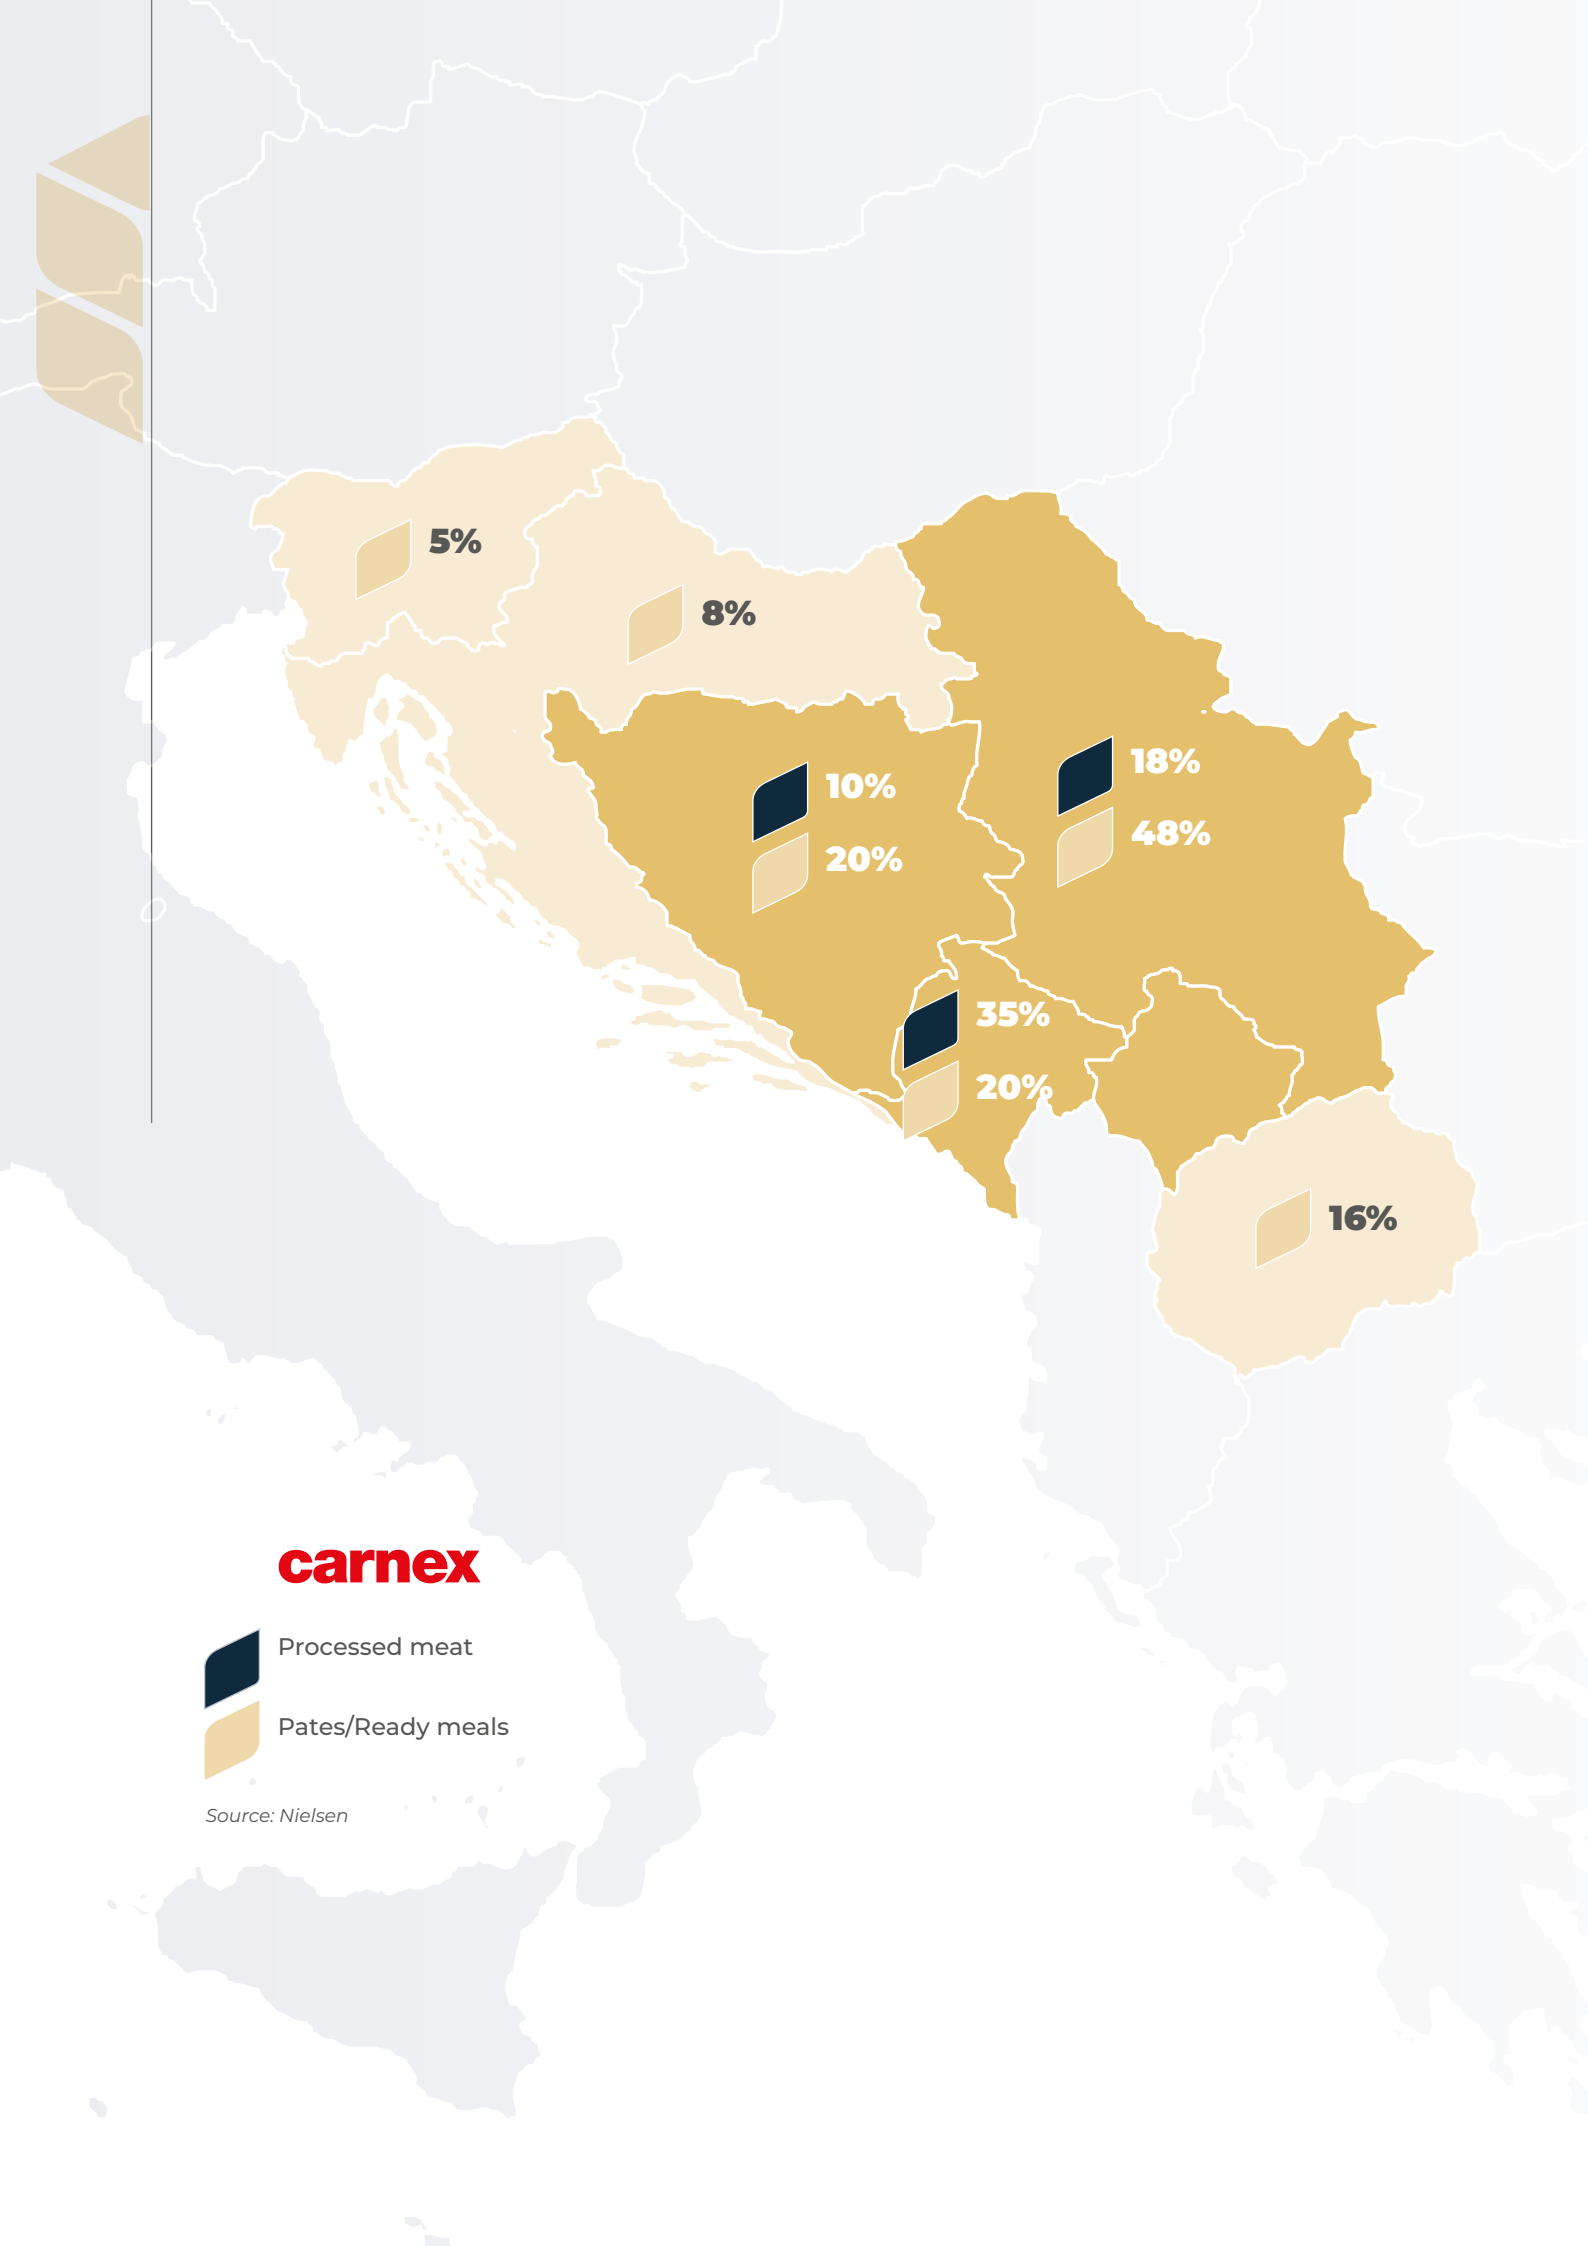 5%
8%
10%
20%
18%
48%
35%
20%
16%
carnex
Processed meat
Pates/Ready meals
Source: Nielsen